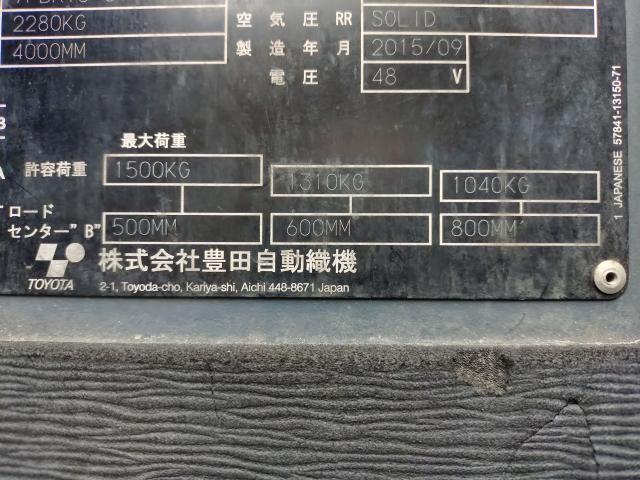 2280KG 空気圧RR SOLID
4000MM 製造年月 2015/09
電圧 48 V
B
最大荷重
A 許容荷重 1500KG 1310KG 1040KG
ロード
センター"B" 500MM 600MM 800MM
TOYOTA 株式会社豊田自動織機
2-1, Toyoda-cho, Kariya-shi, Aichi 448-8671 Japan
1 JAPANESE 57841-13150-71